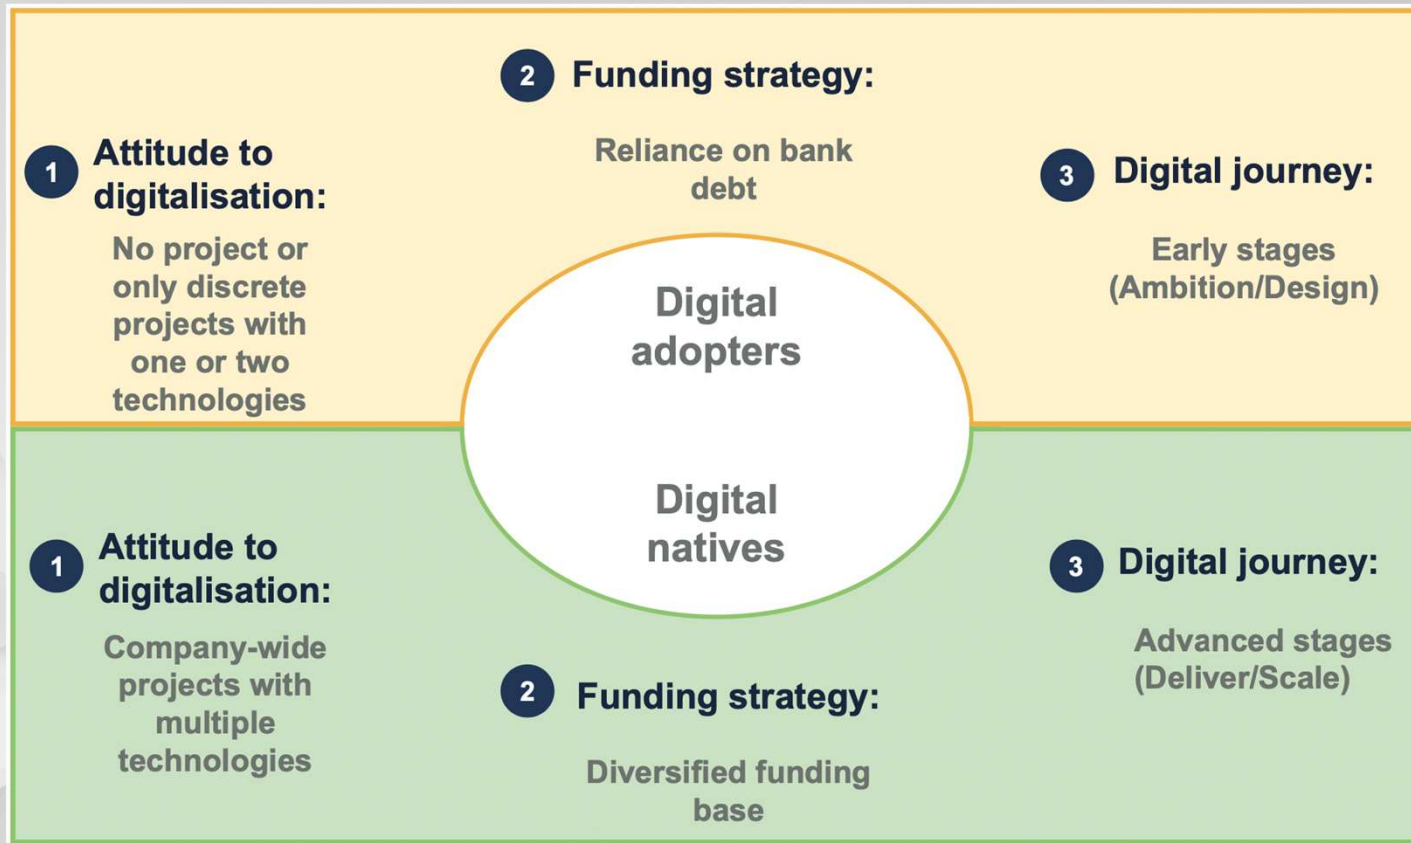 1
Attitude to
digitalisation:
No project or
only discrete
projects with
one or two
technologies
2
Funding strategy:
Reliance on bank
debt
3
Digital journey:
Early stages
(Ambition/Design)
Digital
adopters
Digital
natives
1
Attitude to
digitalisation:
Company-wide
projects with
multiple
technologies
2
Funding strategy:
Diversified funding
base
3
Digital journey:
Advanced stages
(Deliver/Scale)